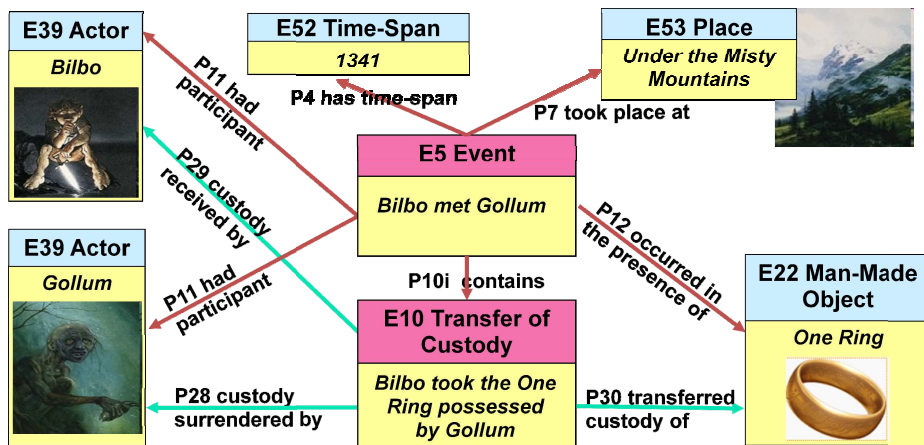 E39 Actor
Bilbo
E52 Time-Span
1341
E53 Place
Under the Misty
Mountains
P11 had
participant
P4 has time-span
P7 took place at
E5 Event
Bilbo met Gollum
P29 custody
received by
P12 occurred in
the presence of
E39 Actor
Gollum
P11 had
participant
P10i contains
E22 Man-Made
Object
One Ring
E10 Transfer of
Custody
Bilbo took the One
Ring possessed
by Gollum
P28 custody
surrendered by
P30 transferred
custody of